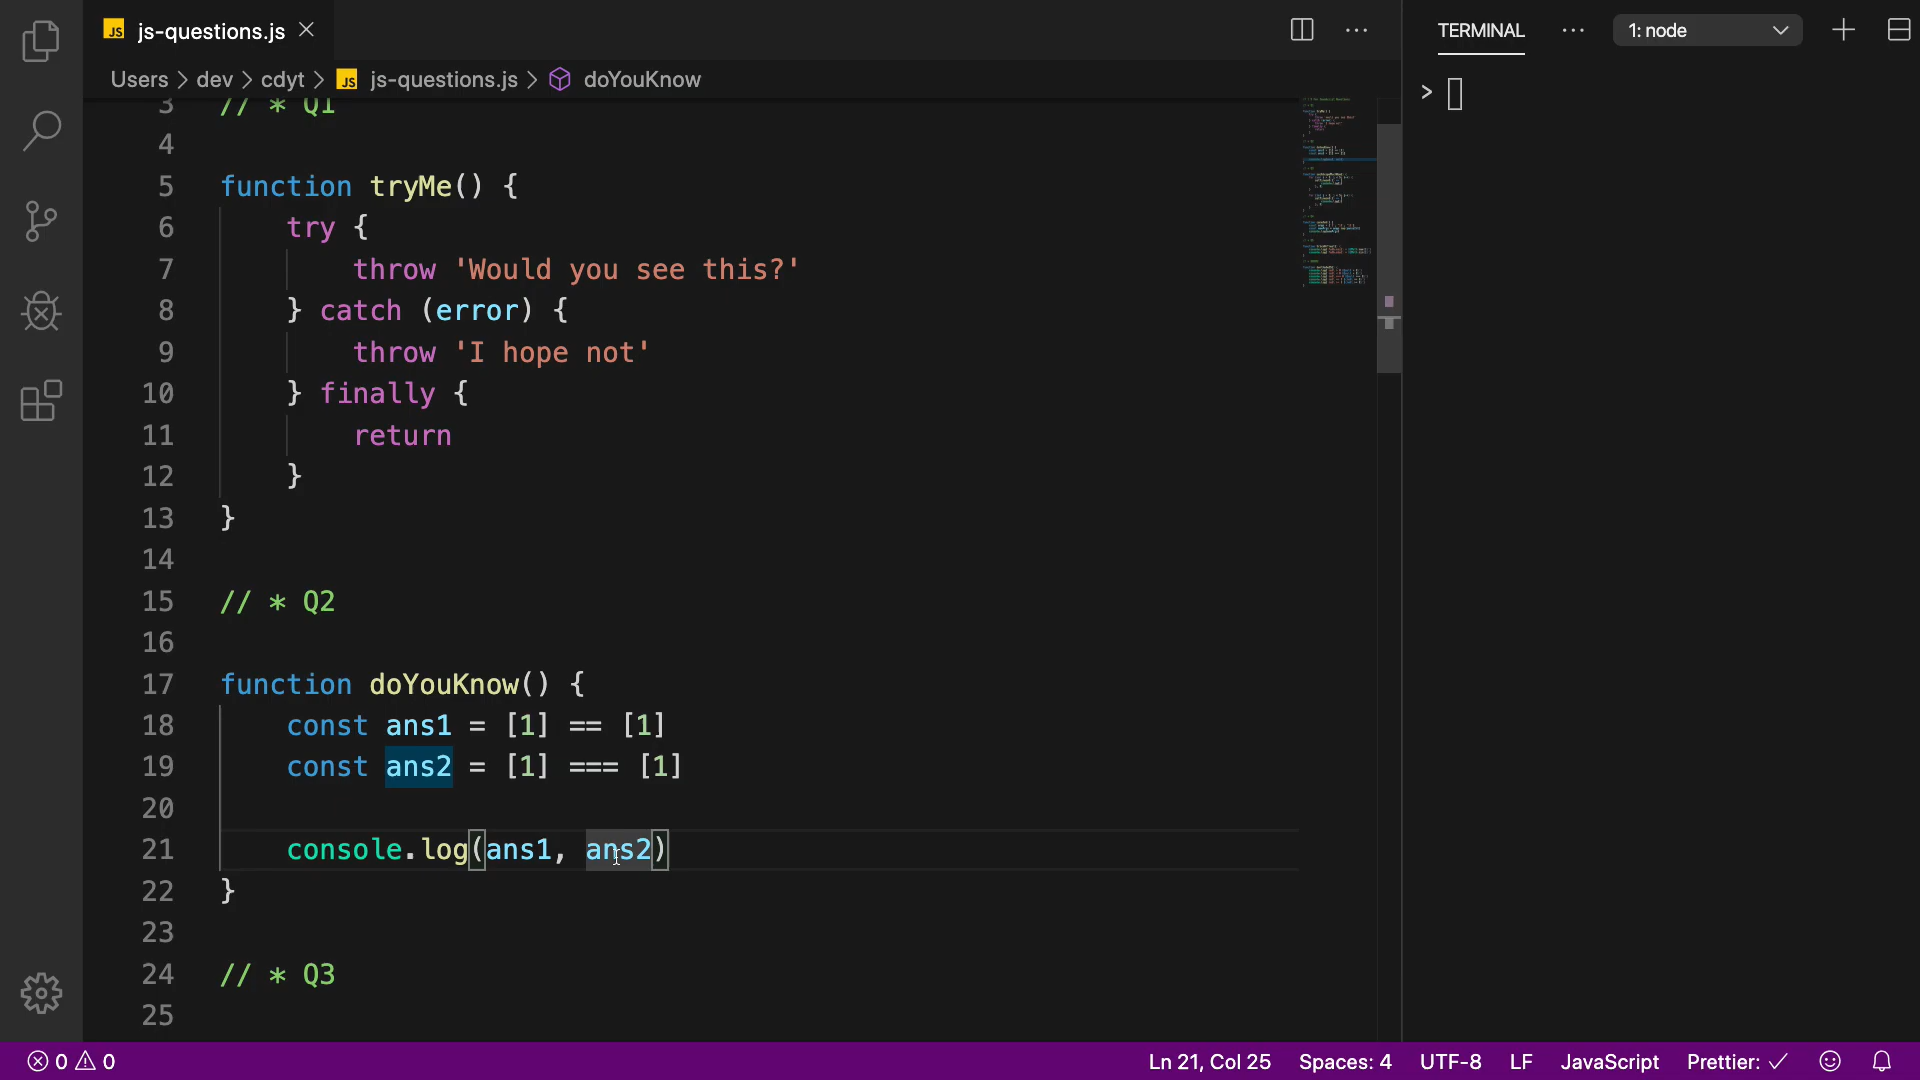 JS js-questions.js
TERMINAL
1: node
Users > dev > cdyt > JS js-questions.js > doYouKnow
3 // * Q1
4
5 function tryMe() {
6 try {
7 throw 'Would you see this?'
8 } catch (error) {
9 throw 'I hope not'
10 } finally {
11 return
12 }
13 }
14
15 // * Q2
16
17 function doYouKnow() {
18 const ans1 = [1] == [1]
19 const ans2 = [1] === [1]
20
21 console.log(ans1, ans2)
22 }
23
24 // * Q3
25
>
0 0
Ln 21, Col 25 Spaces: 4 UTF-8 LF JavaScript Prettier: ✓